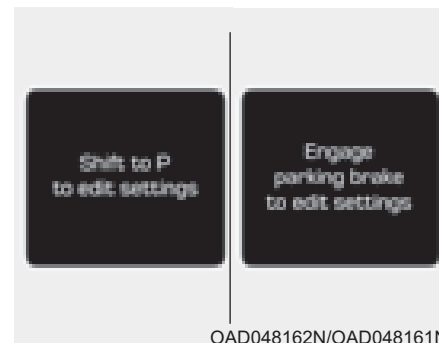 Shift to P
to edit settings
Engage
parking brake
to edit settings
OAD048162N/OAD048161N